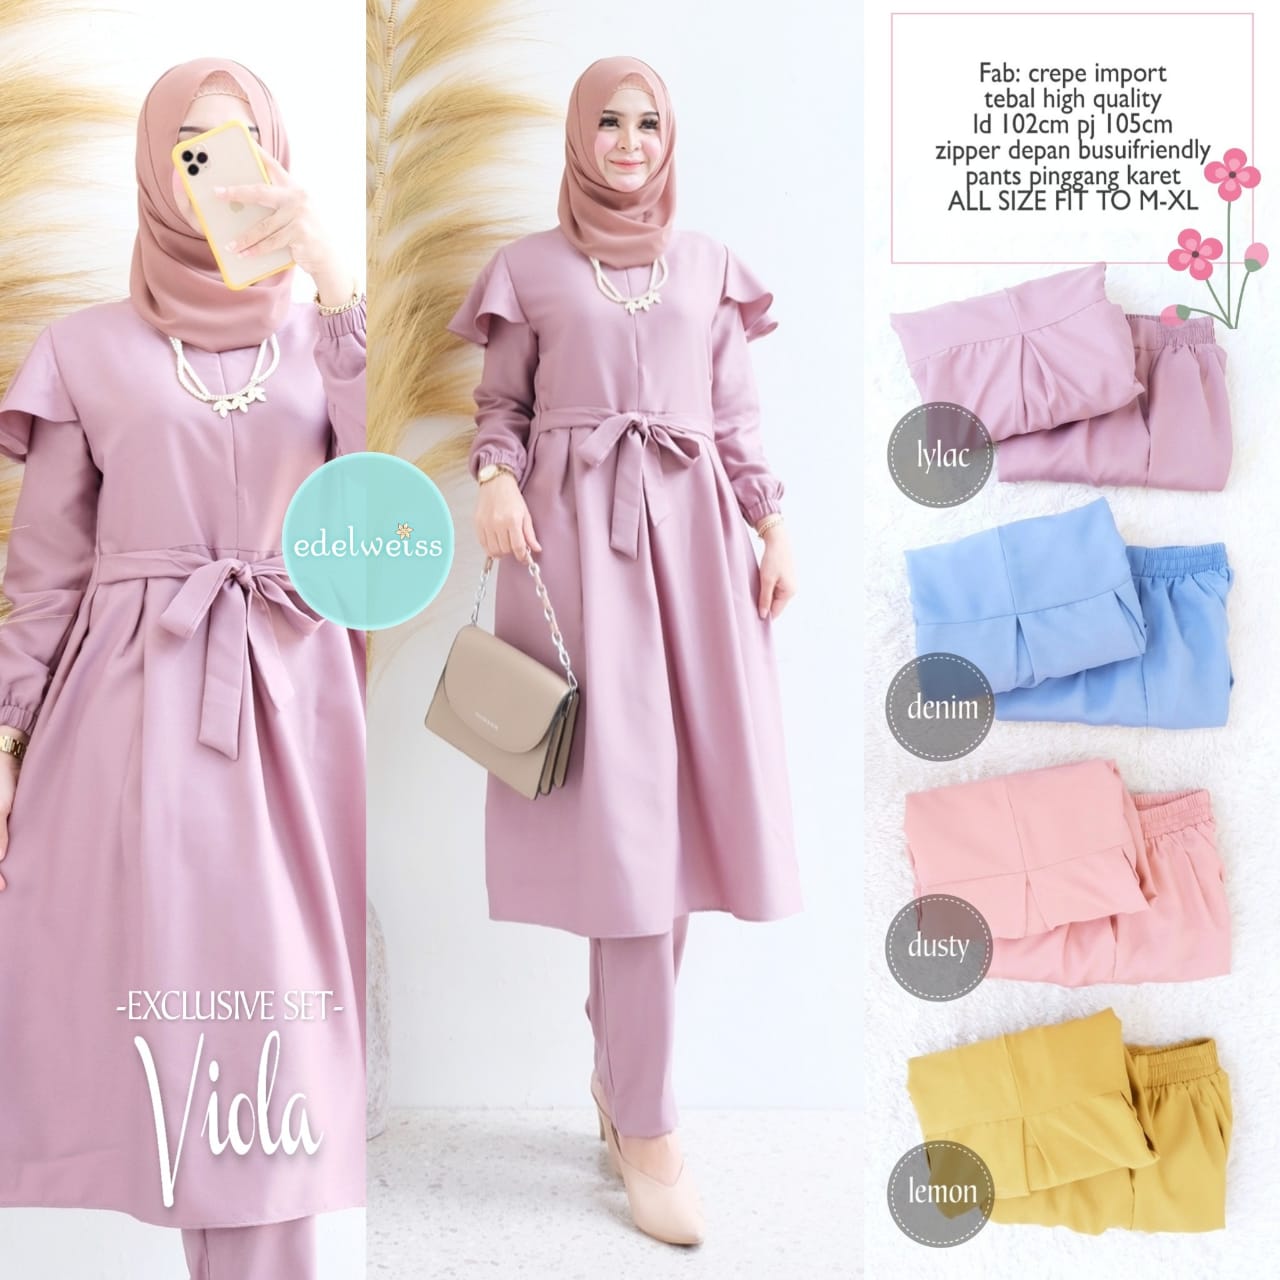 Fab: crepe import
tebal high quality
ld 102cm pj 105cm
zipper depan busuifriendly
pants pinggang karet
ALL SIZE FIT TO M-XL
lylac
edelweiss
denim
dusty
-EXCLUSIVE SET-
Viola
lemon